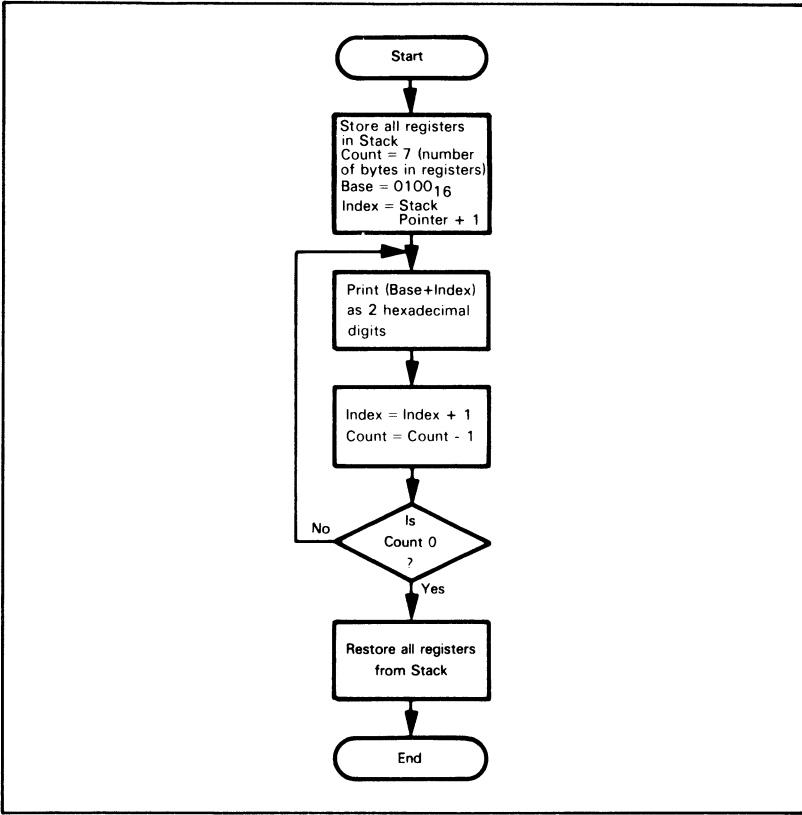 Start
Store all registers
in Stack
Count = 7 (number
of bytes in registers)
Base = 0100₁₆
Index = Stack
Pointer + 1
Print (Base+Index)
as 2 hexadecimal
digits
Index = Index + 1
Count = Count - 1
Is
Count 0
?
No
Yes
Restore all registers
from Stack
End